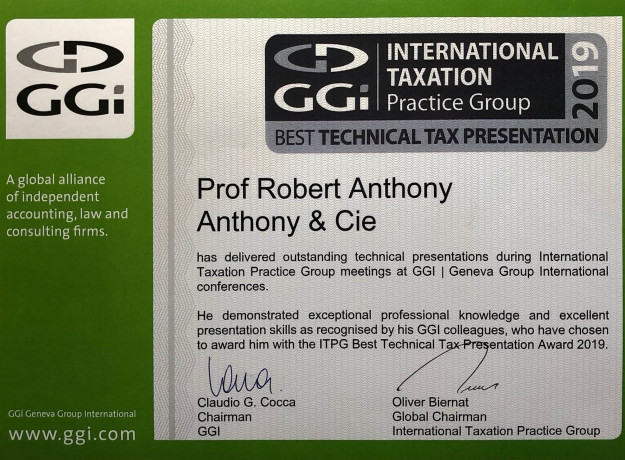 GGi
A global alliance
of independent
accounting, law and
consulting firms.
GGI Geneva Group International
www.ggi.com
GGi
INTERNATIONAL
TAXATION
Practice Group
2019
BEST TECHNICAL TAX PRESENTATION
Prof Robert Anthony
Anthony & Cie
has delivered outstanding technical presentations during International
Taxation Practice Group meetings at GGI | Geneva Group International
conferences.
He demonstrated exceptional professional knowledge and excellent
presentation skills as recognised by his GGI colleagues, who have chosen
to award him with the ITPG Best Technical Tax Presentation Award 2019.
Claudio G. Cocca
Chairman
GGI
Oliver Biernat
Global Chairman
International Taxation Practice Group